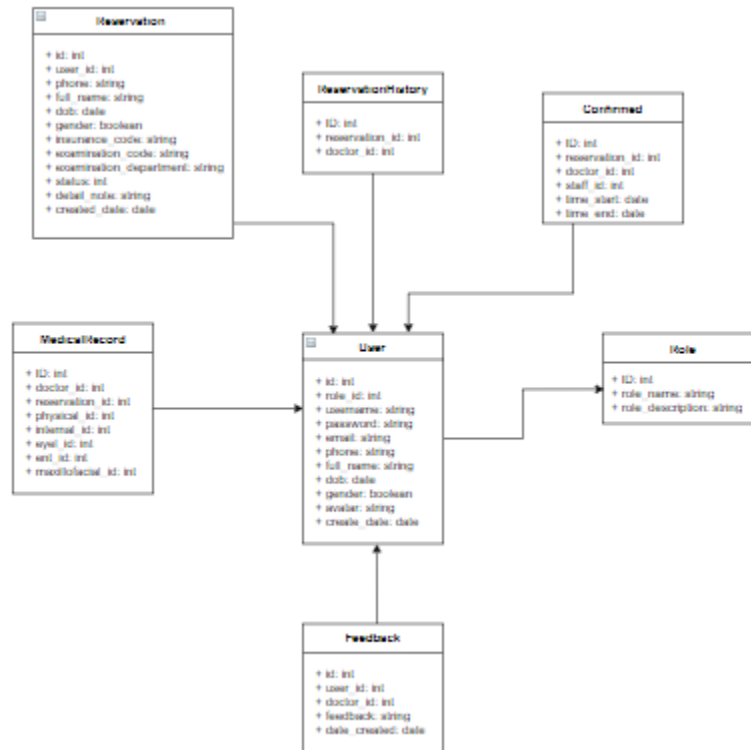 Reservation
+ id: int
+ user_id: int
+ phone: string
+ full_name: string
+ dob: date
+ gender: boolean
+ insurance_code: string
+ examination_code: string
+ examination_department: string
+ status: int
+ detail_note: string
+ created_date: date
ReservationHistory
+ ID: int
+ reservation_id: int
+ doctor_id: int
Confirmed
+ ID: int
+ reservation_id: int
+ doctor_id: int
+ staff_id: int
+ time_start: date
+ time_end: date
MedicalRecord
+ ID: int
+ doctor_id: int
+ reservation_id: int
+ physical_id: int
+ internal_id: int
+ eyel_id: int
+ ent_id: int
+ maxillofacial_id: int
User
+ id: int
+ role_id: int
+ username: string
+ password: string
+ email: string
+ phone: string
+ full_name: string
+ dob: date
+ gender: boolean
+ avatar: string
+ create_date: date
Role
+ ID: int
+ role_name: string
+ role_description: string
Feedback
+ id: int
+ user_id: int
+ doctor_id: int
+ feedback: string
+ date_created: date